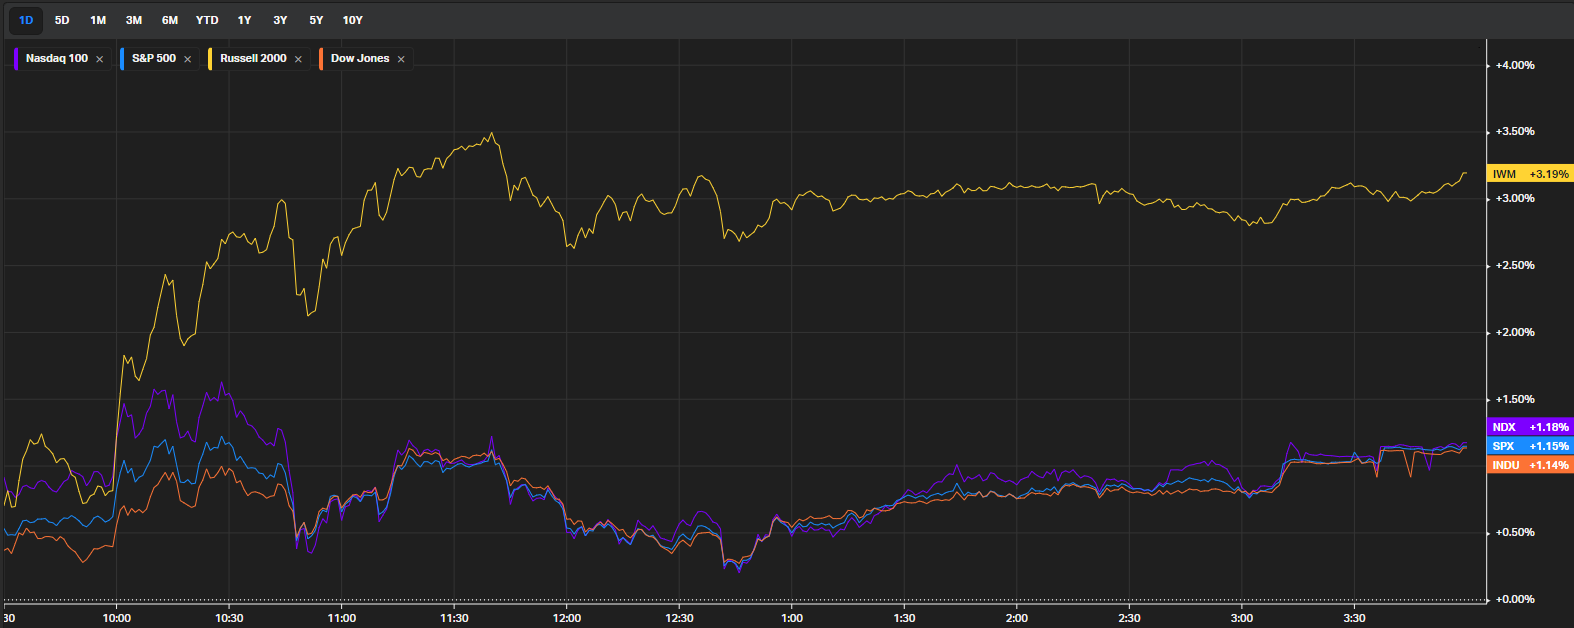 1D 5D 1M 3M 6M YTD 1Y 3Y 5Y 10Y
Nasdaq 100 × S&P 500 × Russell 2000 × Dow Jones ×
+4.00%
+3.50%
IWM +3.19%
+3.00%
+2.50%
+2.00%
+1.50%
NDX +1.18%
SPX +1.15%
INDU +1.14%
+0.50%
+0.00%
30 10:00 10:30 11:00 11:30 12:00 12:30 1:00 1:30 2:00 2:30 3:00 3:30